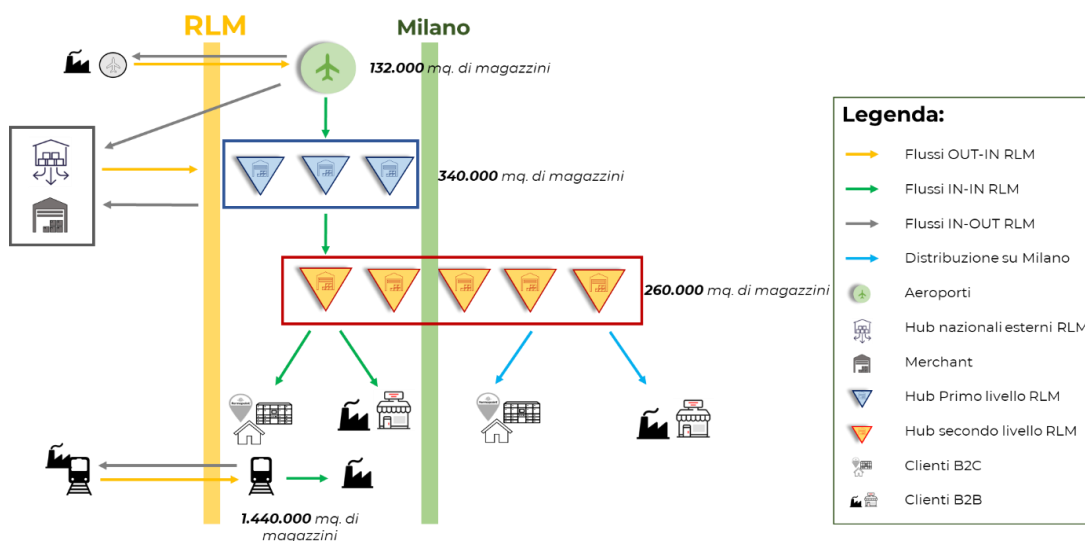 RLM
Milano
132.000 mq. di magazzini
340.000 mq. di magazzini
260.000 mq. di magazzini
1.440.000 mq. di
magazzini
Legenda:
Flussi OUT-IN RLM
Flussi IN-IN RLM
Flussi IN-OUT RLM
Distribuzione su Milano
Aeroporti
Hub nazionali esterni RLM
Merchant
Hub Primo livello RLM
Hub secondo livello RLM
Clienti B2C
Clienti B2B